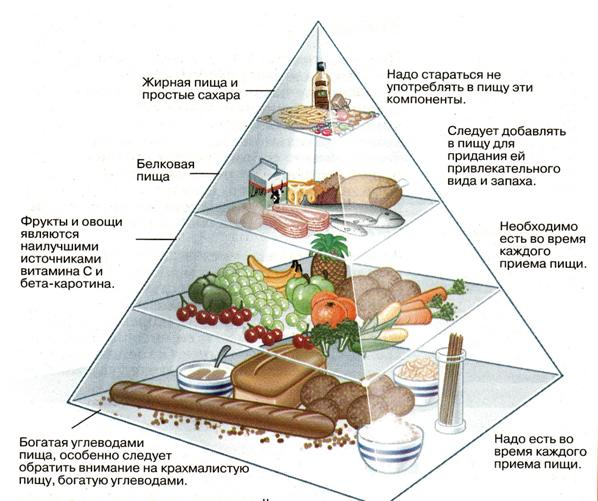 Жирная пища и
простые сахара
Надо стараться не
употреблять в пищу эти
компоненты.
Белковая
пища
Следует добавлять
в пищу для
придания ей
привлекательного
вида и запаха.
Фрукты и овощи
являются
наилучшими
источниками
витамина С и
бета-каротина.
Необходимо
есть во время
каждого
приема пищи.
Богатая углеводами
пища, особенно следует
обратить внимание на крахмалистую
пищу, богатую углеводами.
Надо есть во
время каждого
приема пищи.